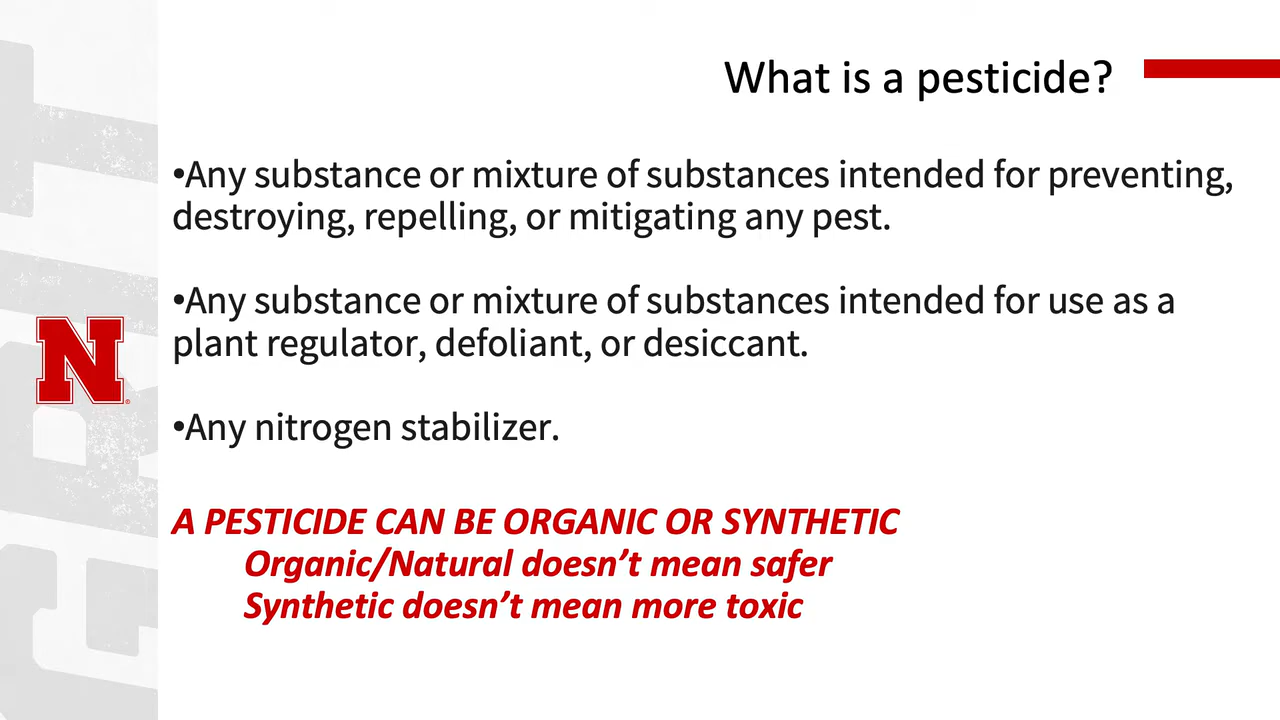 What is a pesticide?
•Any substance or mixture of substances intended for preventing,
destroying, repelling, or mitigating any pest.
•Any substance or mixture of substances intended for use as a
plant regulator, defoliant, or desiccant.
•Any nitrogen stabilizer.
A PESTICIDE CAN BE ORGANIC OR SYNTHETIC
Organic/Natural doesn’t mean safer
Synthetic doesn’t mean more toxic
N®